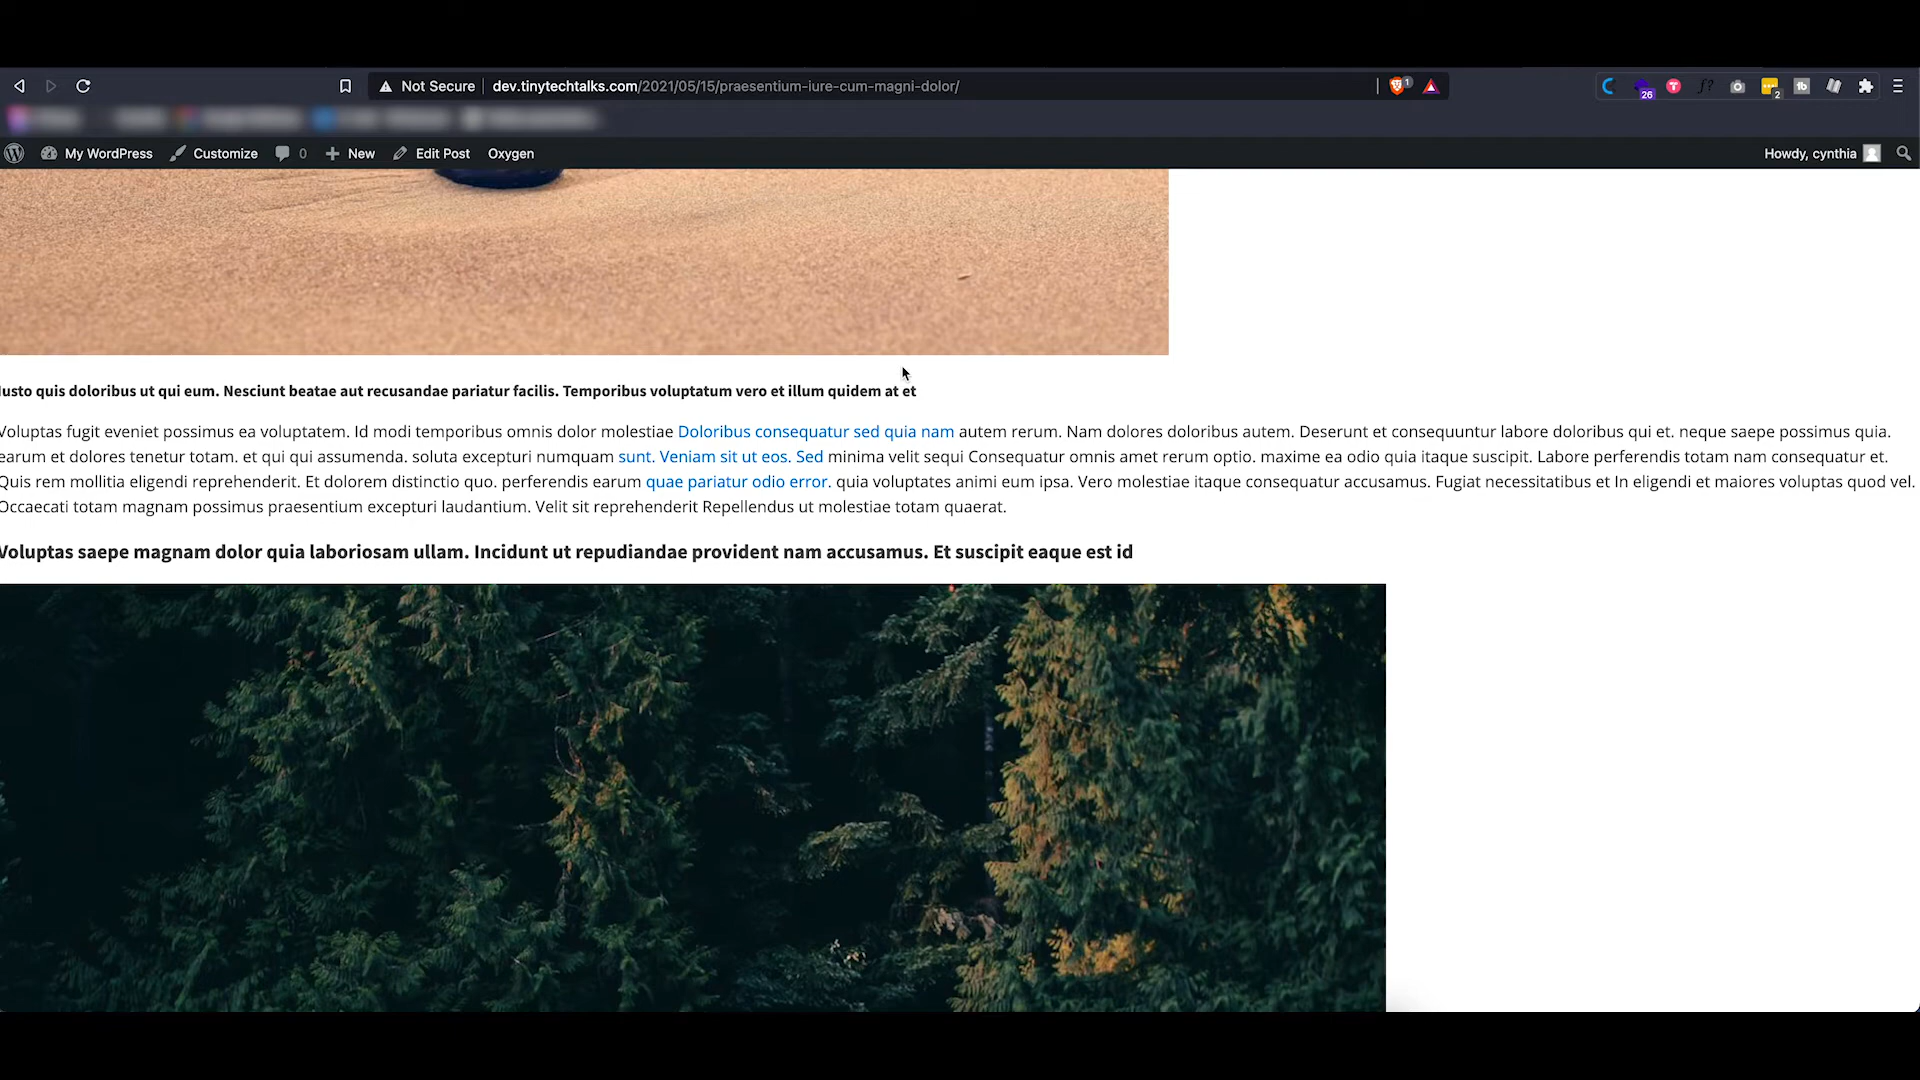 Not Secure dev.tinytechtalks.com/2021/05/15/praesentium-iure-cum-magni-dolor/ 1 26 T f? 2 tb
My WordPress Customize 0 New Edit Post Oxygen Howdy, cynthia
Iusto quis doloribus ut qui eum. Nesciunt beatae aut recusandae pariatur facilis. Temporibus voluptatum vero et illum quidem at et
Voluptas fugit eveniet possimus ea voluptatem. Id modi temporibus omnis dolor molestiae Doloribus consequatur sed quia nam autem rerum. Nam dolores doloribus autem. Deserunt et consequuntur labore doloribus qui et. neque saepe possimus quia.
earum et dolores tenetur totam. et qui qui assumenda. soluta excepturi numquam sunt. Veniam sit ut eos. Sed minima velit sequi Consequatur omnis amet rerum optio. maxime ea odio quia itaque suscipit. Labore perferendis totam nam consequatur et.
Quis rem mollitia eligendi reprehenderit. Et dolorem distinctio quo. perferendis earum quae pariatur odio error. quia voluptates animi eum ipsa. Vero molestiae itaque consequatur accusamus. Fugiat necessitatibus et In eligendi et maiores voluptas quod vel.
Occaecati totam magnam possimus praesentium excepturi laudantium. Velit sit reprehenderit Repellendus ut molestiae totam quaerat.
Voluptas saepe magnam dolor quia laboriosam ullam. Incidunt ut repudiandae provident nam accusamus. Et suscipit eaque est id